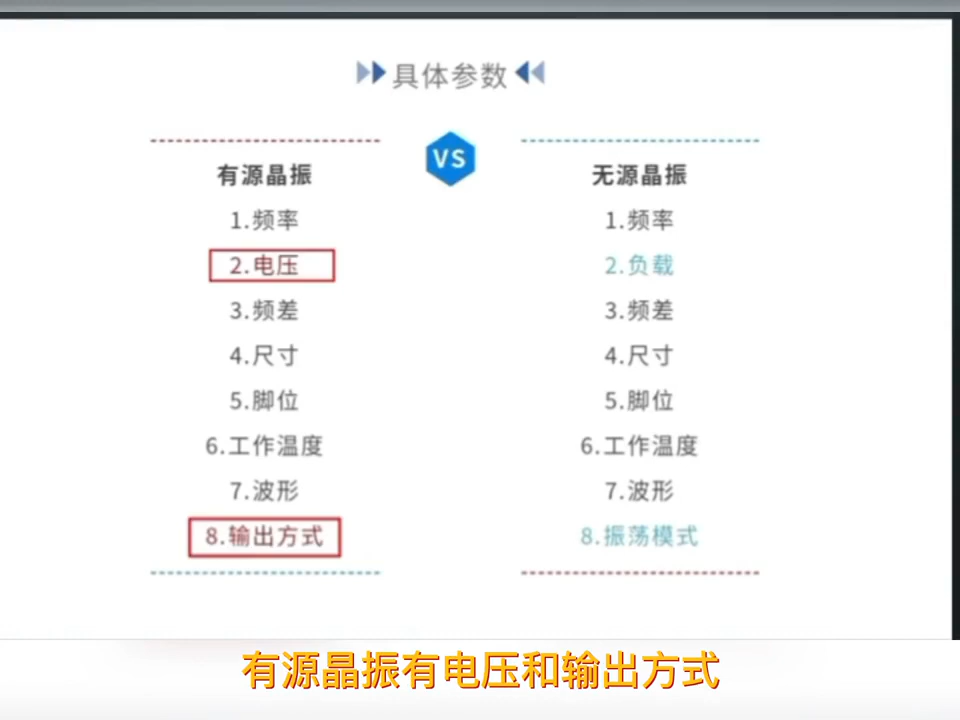 具体参数
VS
有源晶振
1.频率
2.电压
3.频差
4.尺寸
5.脚位
6.工作温度
7.波形
8.输出方式
无源晶振
1.频率
2.负载
3.频差
4.尺寸
5.脚位
6.工作温度
7.波形
8.振荡模式
有源晶振有电压和输出方式